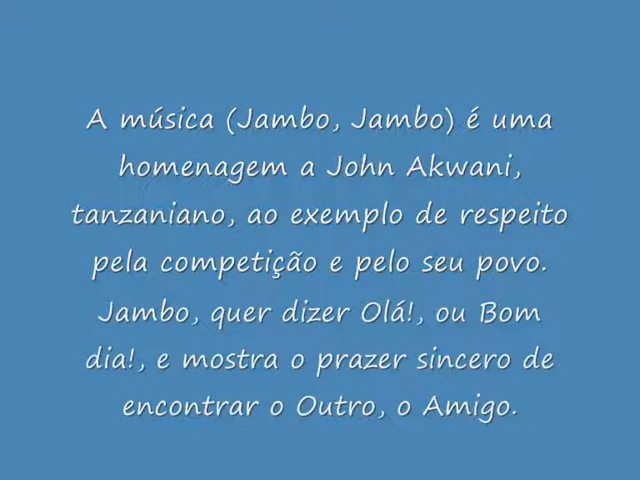 A música (Jambo, Jambo) é uma
homenagem a John Akwani,
tanzaniano, ao exemplo de respeito
pela competição e pelo seu povo.
Jambo, quer dizer Olá!, ou Bom
dia!, e mostra o prazer sincero de
encontrar o Outro, o Amigo.